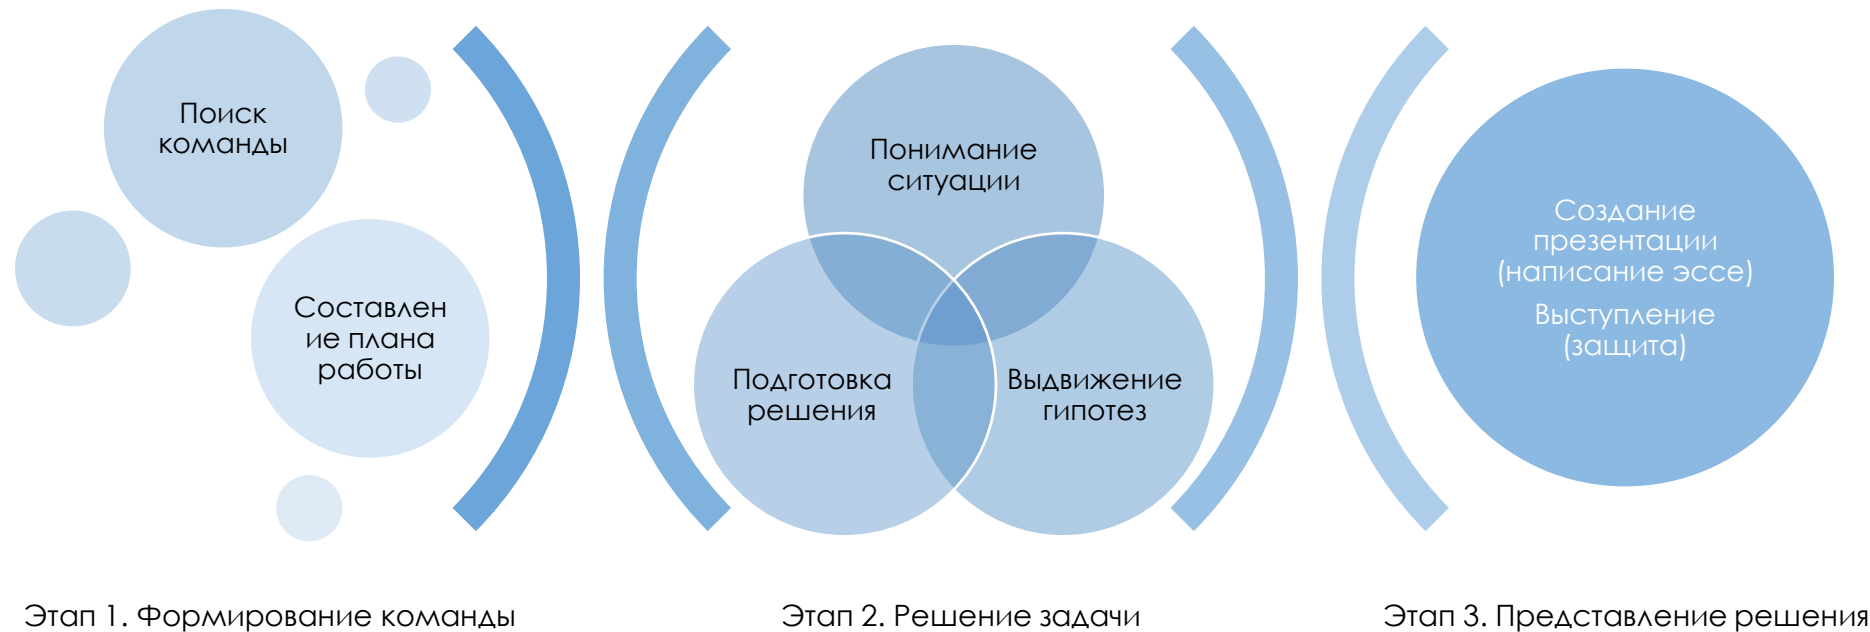 Поиск
команды
Составлен
ие плана
работы
Понимание
ситуации
Подготовка
решения
Выдвижение
гипотез
Создание
презентации
(написание эссе)
Выступление
(защита)
Этап 1. Формирование команды
Этап 2. Решение задачи
Этап 3. Представление решения